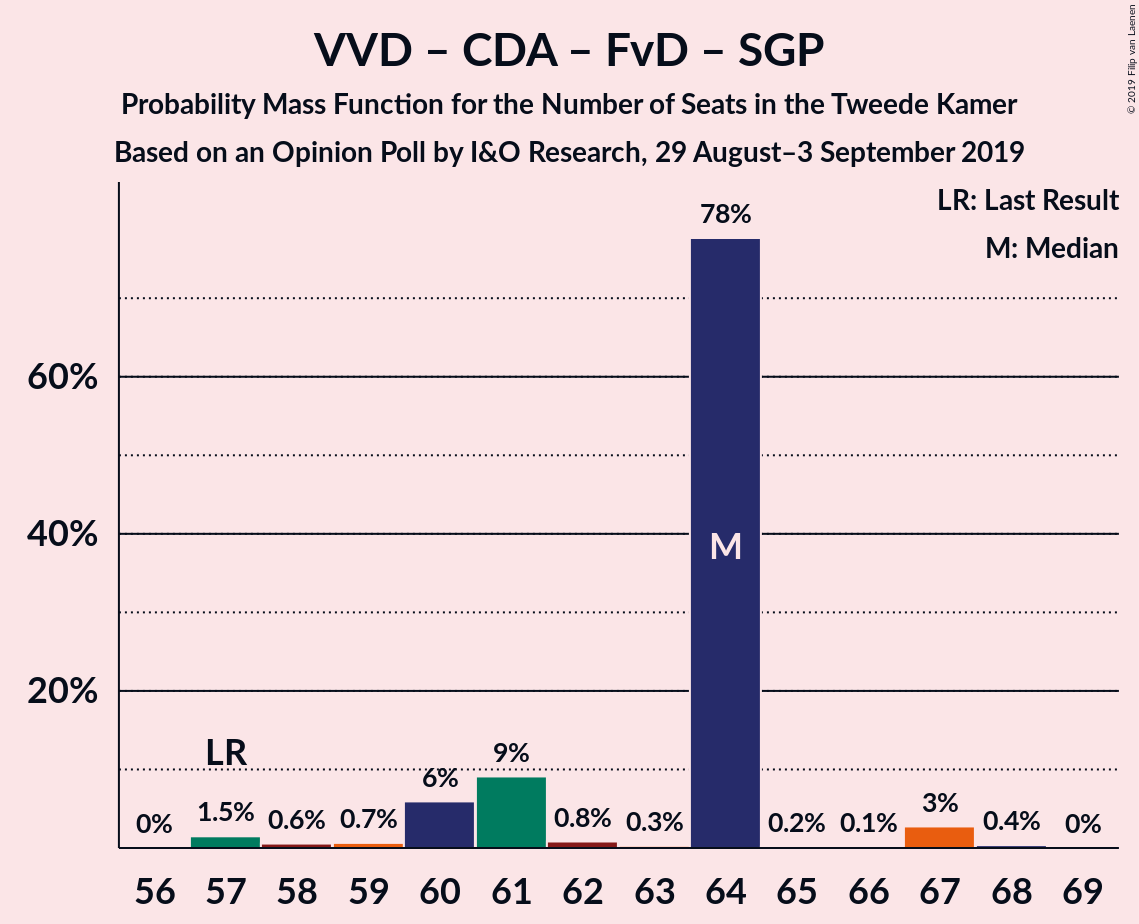 VVD – CDA – FvD – SGP
Probability Mass Function for the Number of Seats in the Tweede Kamer
Based on an Opinion Poll by I&O Research, 29 August–3 September 2019
© 2019 Filip van Laenen
LR: Last Result
M: Median
78%
60%
40%
M
20%
LR
0%
1.5%
0.6%
0.7%
6%
9%
0.8%
0.3%
0.2%
0.1%
3%
0.4%
0%
56 57 58 59 60 61 62 63 64 65 66 67 68 69